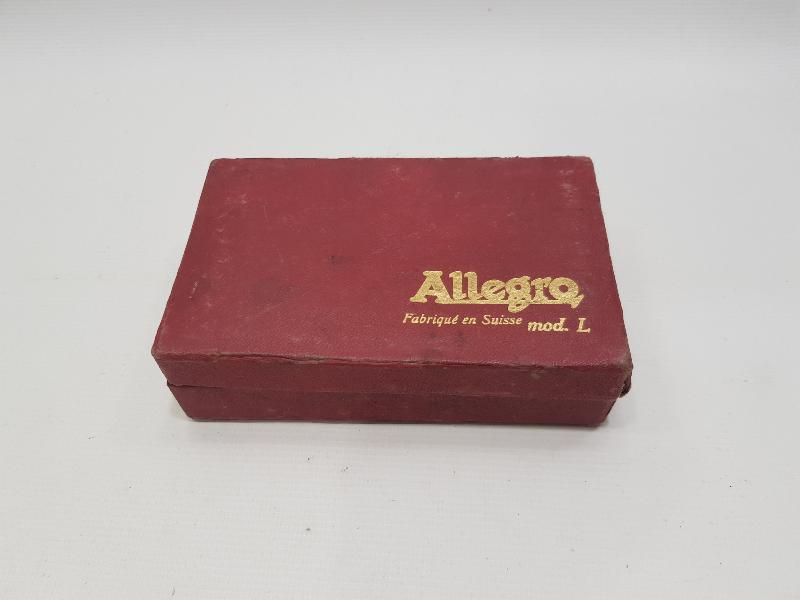 Allegro
Fabriqué en Suisse mod. L